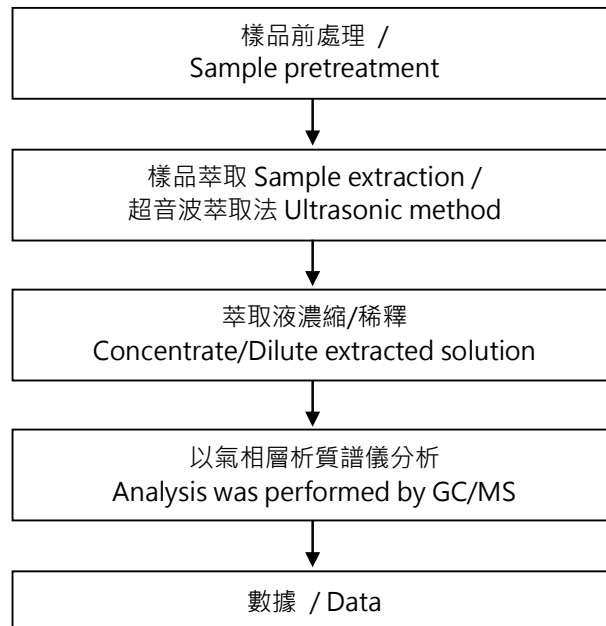 樣品前處理 /
Sample pretreatment
樣品萃取 Sample extraction /
超音波萃取法 Ultrasonic method
萃取液濃縮/稀釋
Concentrate/Dilute extracted solution
以氣相層析質譜儀分析
Analysis was performed by GC/MS
數據 / Data